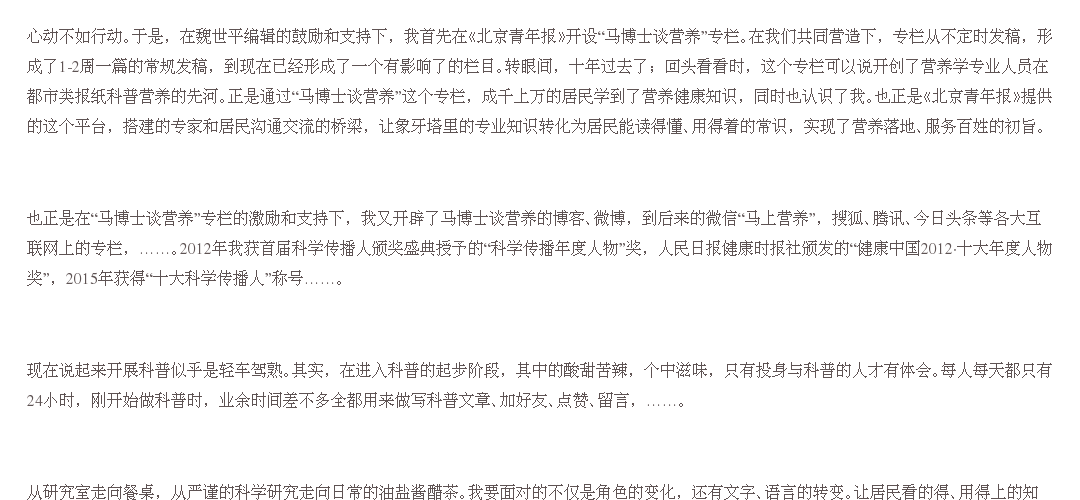 心动不如行动。于是，在魏世平编辑的鼓励和支持下，我首先在《北京青年报》开设“马博士谈营养”专栏。在我们共同营造下，专栏从不定时发稿，形
成了1-2周一篇的常规发稿，到现在已经形成了一个有影响了的栏目。转眼间，十年过去了；回头看看时，这个专栏可以说开创了营养学专业人员在
都市类报纸科普营养的先河。正是通过“马博士谈营养”这个专栏，成千上万的居民学到了营养健康知识，同时也认识了我。也正是《北京青年报》提供
的这个平台，搭建的专家和居民沟通交流的桥梁，让象牙塔里的专业知识转化为居民能读得懂、用得着的常识，实现了营养落地、服务百姓的初旨。
也正是在“马博士谈营养”专栏的激励和支持下，我又开辟了马博士谈营养的博客、微博，到后来的微信“马上营养”，搜狐、腾讯、今日头条等各大互
联网上的专栏，……。2012年我获首届科学传播人颁奖盛典授予的“科学传播年度人物”奖，人民日报健康时报社颁发的“健康中国2012·十大年度人物
奖”，2015年获得“十大科学传播人”称号……。
现在说起来开展科普似乎是轻车驾熟。其实，在进入科普的起步阶段，其中的酸甜苦辣，个中滋味，只有投身与科普的人才有体会。每人每天都只有
24小时，刚开始做科普时，业余时间差不多全都用来做写科普文章、加好友、点赞、留言，……。
从研究室走向餐桌，从严谨的科学研究走向日常的油盐酱醋茶。我要面对的不仅是角色的变化，还有文字、语言的转变。让居民看的得、用得上的知